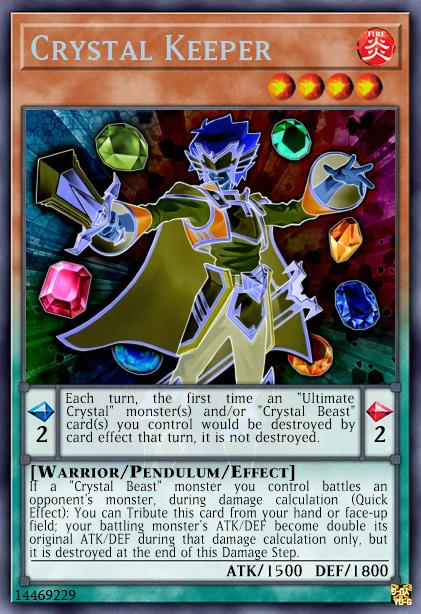 CRYSTAL KEEPER
FIRE
炎
Each turn, the first time an "Ultimate
Crystal" monster(s) and/or "Crystal Beast"
card(s) you control would be destroyed by
card effect that turn, it is not destroyed.
2 2
[WARRIOR/PENDULUM/EFFECT]
If a "Crystal Beast" monster you control battles an
opponent's monster, during damage calculation (Quick
Effect): You can Tribute this card from your hand or face-up
field; your battling monster's ATK/DEF become double its
original ATK/DEF during that damage calculation only, but
it is destroyed at the end of this Damage Step.
ATK/1500 DEF/1800
14469229